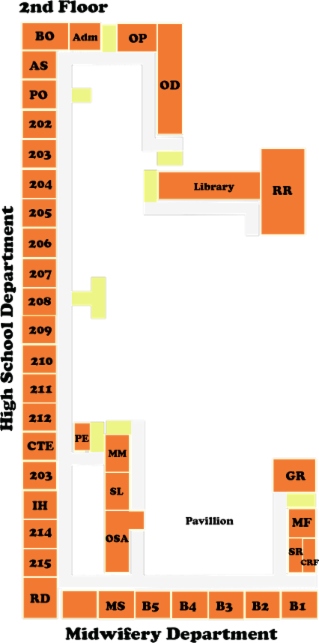 2nd Floor
BO Adm OP
AS
OD
PO
202
203
204 Library RR
205
206
207
208
209
210
211
212
CTE PE
MM
203
GR
SL
IH
Pavillion MF
214
OSA
SR
CRF
215
RD MS B5 B4 B3 B2 B1
High School Department
Midwifery Department